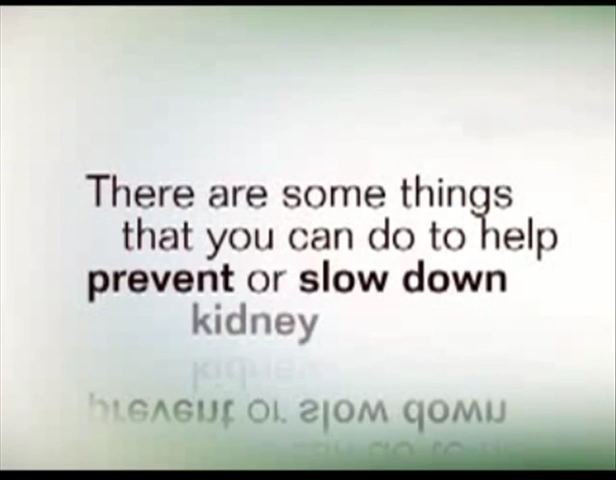 There are some things
that you can do to help
prevent or slow down
kidney